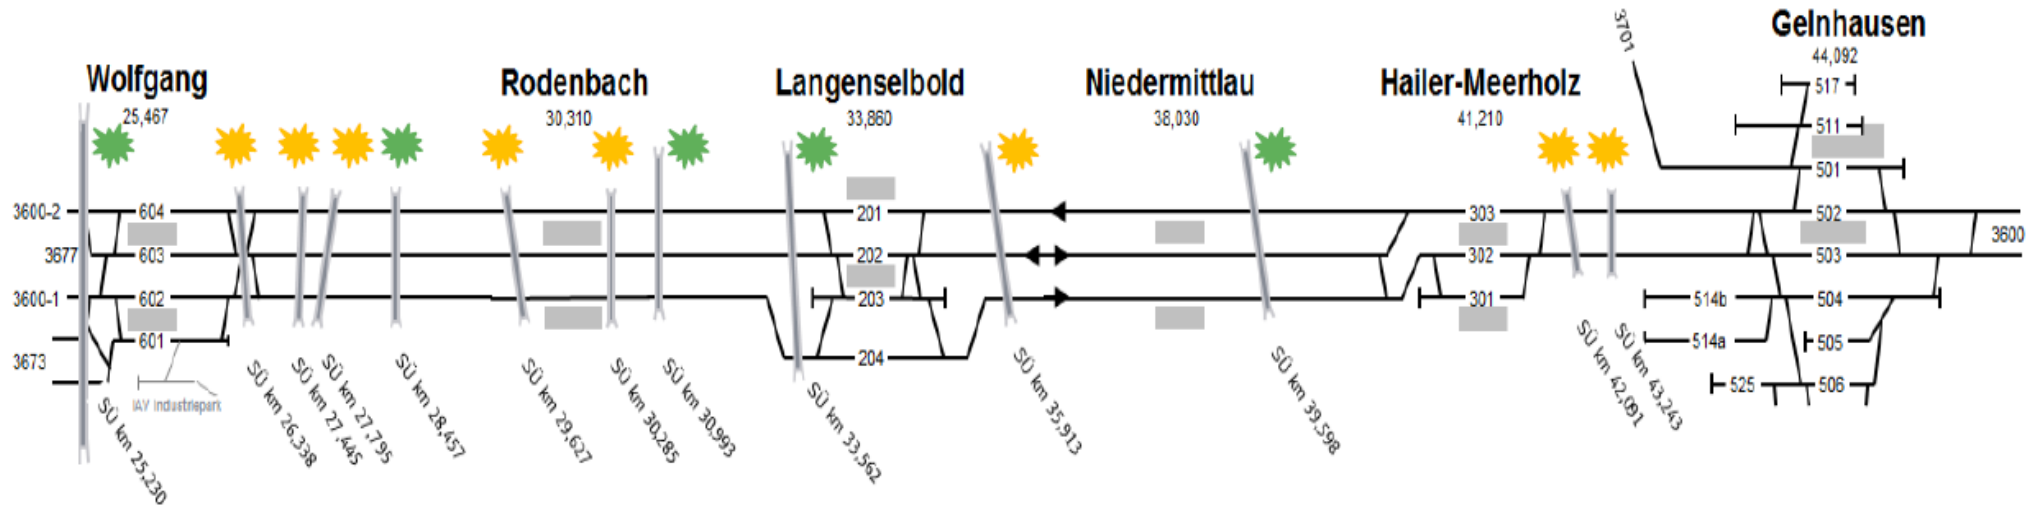 Wolfgang
25,467
Rodenbach
30,310
Langenselbold
33,860
Niedermittlau
38,030
Hailer-Meerholz
41,210
3701
Gelnhausen
44,092
517
511
501
3600-2
604
201
303
502
3677
603
202
302
503
3600
3600-1
602
203
301
514b
504
3673
601
204
514a
505
525
506
IAV Industriepark
SÜ km 25,230
SÜ km 26,338
SÜ km 27,445
SÜ km 27,795
SÜ km 28,457
SÜ km 29,627
SÜ km 30,285
SÜ km 30,993
SÜ km 33,562
SÜ km 35,913
SÜ km 39,598
SÜ km 42,091
SÜ km 43,243